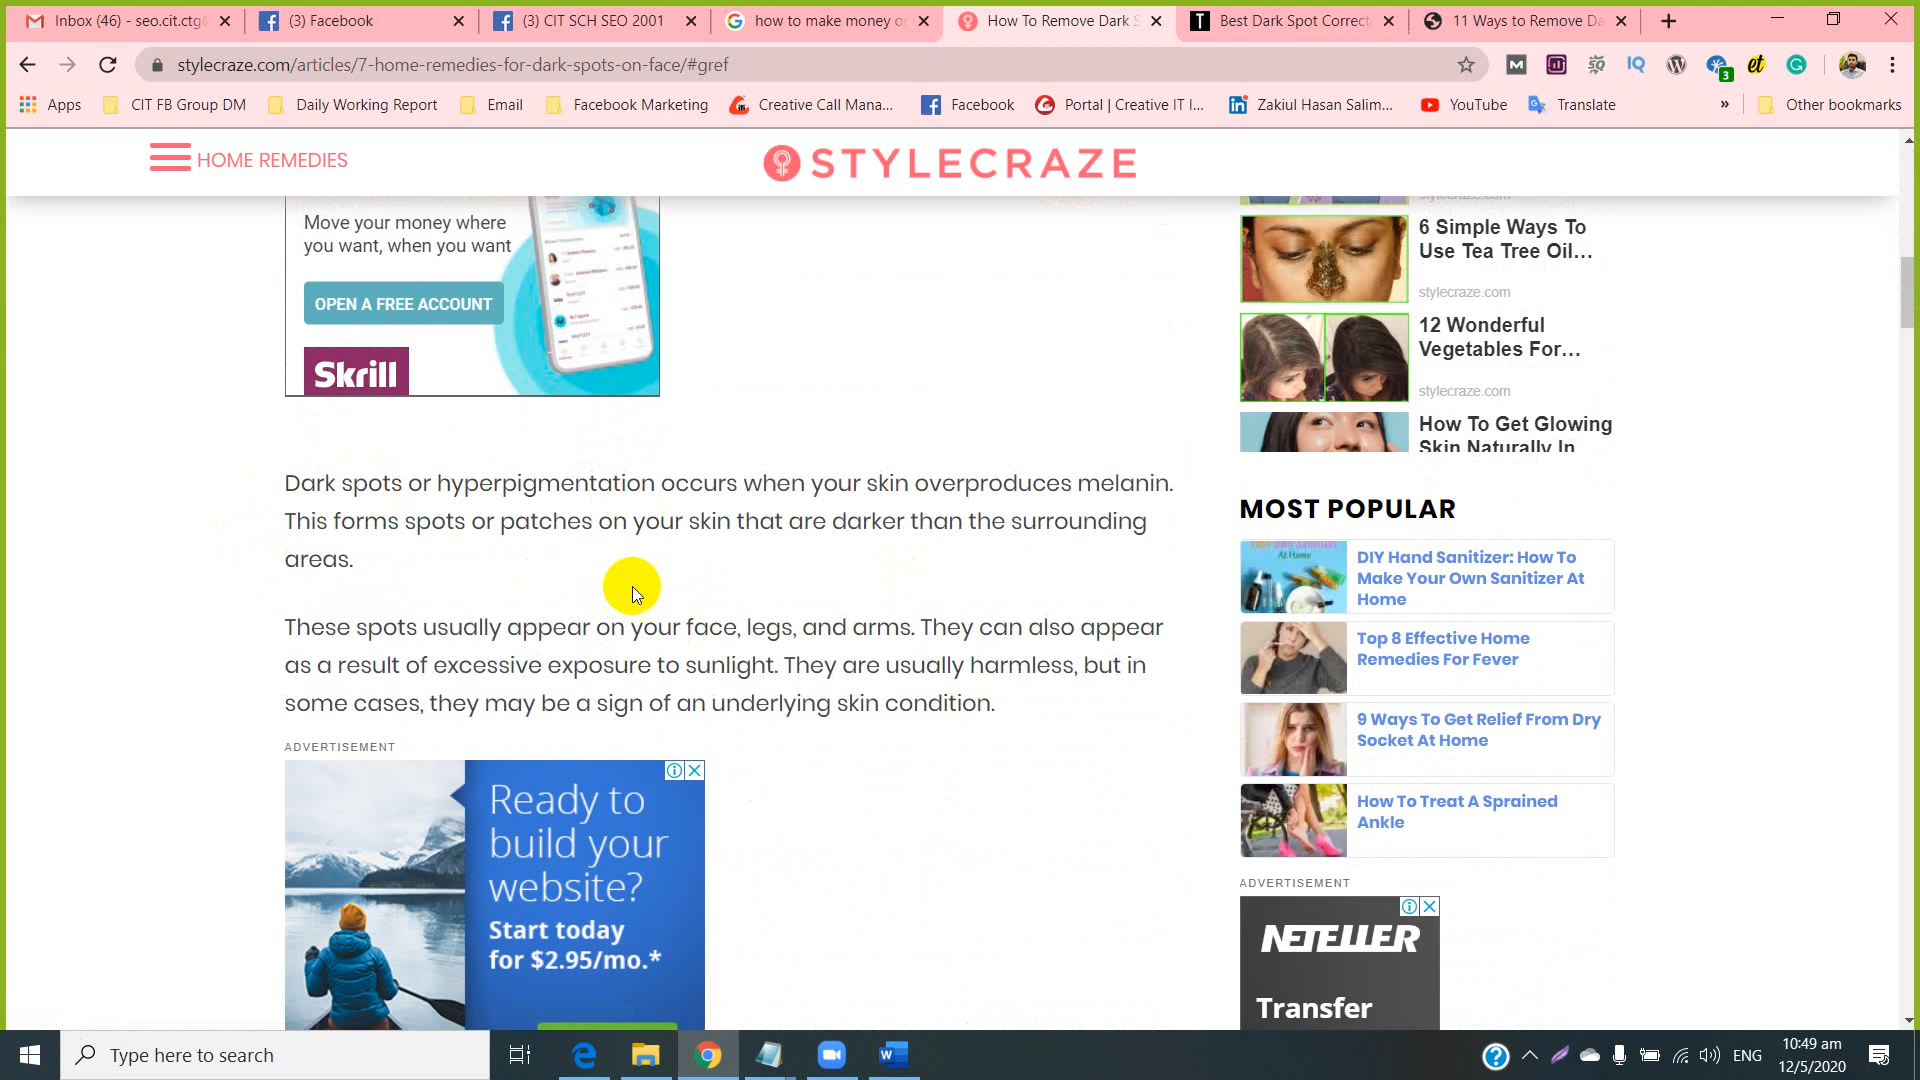 Inbox (46) - seo.cit.ctg
(3) Facebook
(3) CIT SCH SEO 2001
how to make money o
How To Remove Dark S
Best Dark Spot Correct
11 Ways to Remove Da
stylecraze.com/articles/7-home-remedies-for-dark-spots-on-face/#gref
Apps
CIT FB Group DM
Daily Working Report
Email
Facebook Marketing
Creative Call Mana...
Facebook
Portal | Creative IT I...
Zakiul Hasan Salim...
YouTube
Translate
Other bookmarks
HOME REMEDIES
STYLECRAZE
Move your money where
you want, when you want
OPEN A FREE ACCOUNT
Skrill
Dark spots or hyperpigmentation occurs when your skin overproduces melanin.
This forms spots or patches on your skin that are darker than the surrounding
areas.
These spots usually appear on your face, legs, and arms. They can also appear
as a result of excessive exposure to sunlight. They are usually harmless, but in
some cases, they may be a sign of an underlying skin condition.
ADVERTISEMENT
Ready to
build your
website?
Start today
for $2.95/mo.*
stylecraze.com
6 Simple Ways To
Use Tea Tree Oil...
stylecraze.com
12 Wonderful
Vegetables For...
stylecraze.com
How To Get Glowing
Skin Naturally In
MOST POPULAR
At Home
DIY Hand Sanitizer: How To
Make Your Own Sanitizer At
Home
Top 8 Effective Home
Remedies For Fever
9 Ways To Get Relief From Dry
Socket At Home
How To Treat A Sprained
Ankle
ADVERTISEMENT
NETELLER
Transfer
Type here to search
ENG
10:49 am
12/5/2020